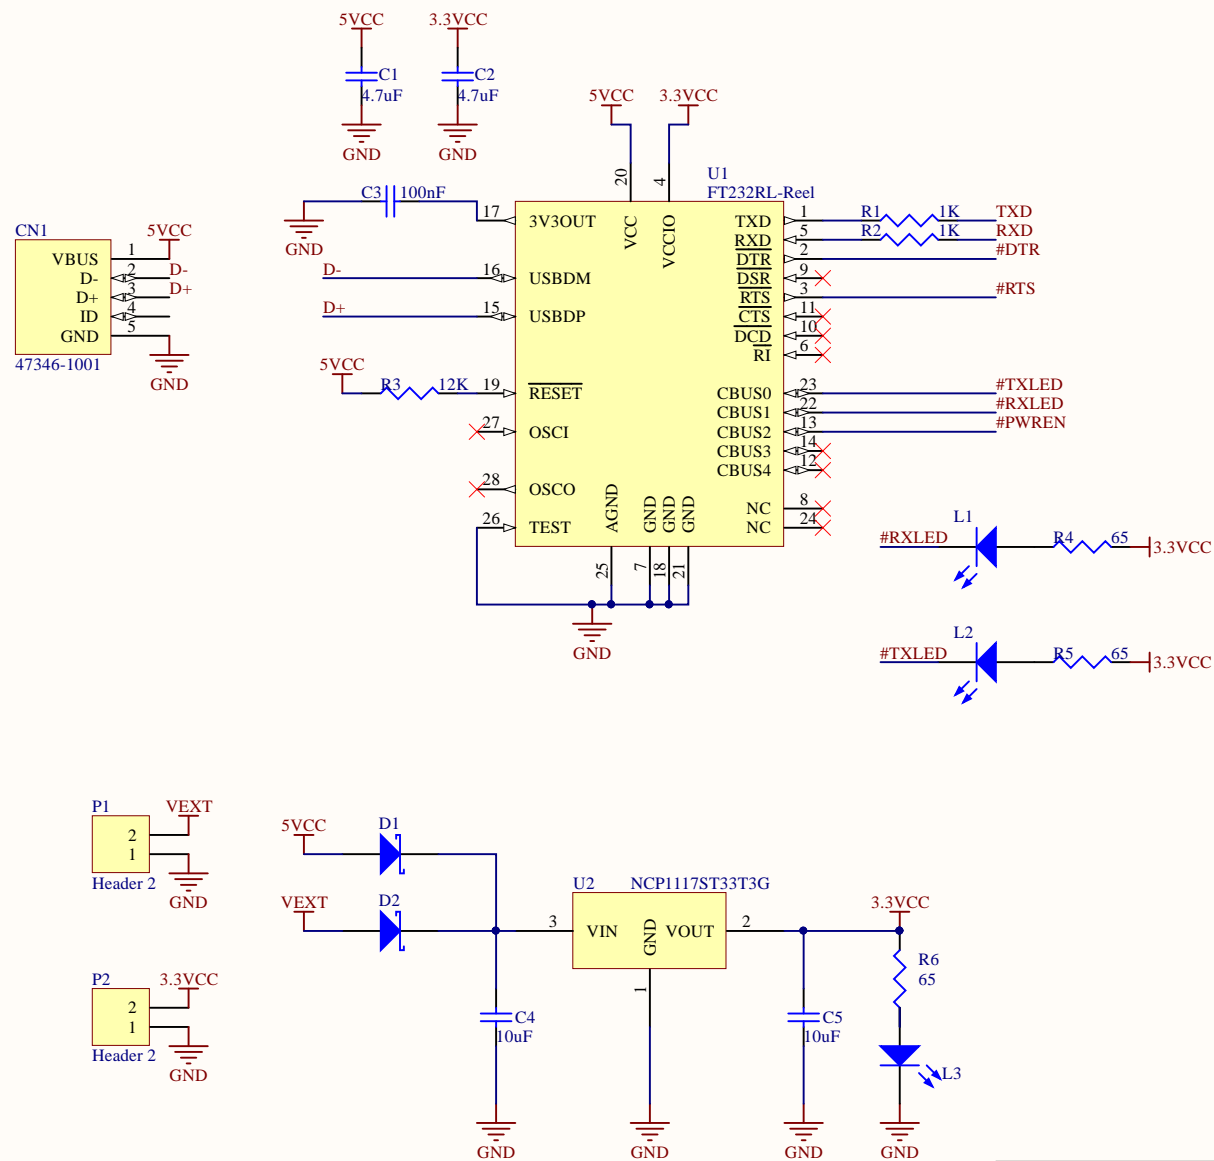 5VCC
3.3VCC
C1
4.7uF
C2
4.7uF
GND
GND
5VCC
3.3VCC
20
4
U1
FT232RL-Reel
C3
100nF
GND
17
3V3OUT
VCC
VCCIO
D-
16
USBDM
D+
15
USBDP
5VCC
R3
12K
19
RESET
27
OSCI
28
OSCO
26
TEST
AGND
GND
GND
GND
25
7
18
21
GND
TXD
1
R1
1K
TXD
RXD
5
R2
1K
RXD
DTR
2
#DTR
DSR
9
RTS
3
#RTS
CTS
11
DCD
10
RI
6
CBUS0
23
#TXLED
CBUS1
22
#RXLED
CBUS2
13
#PWREN
CBUS3
14
CBUS4
12
NC
8
NC
24
CN1
5VCC
VBUS
1
D-
2
D-
D+
3
D+
ID
4
GND
5
47346-1001
GND
L1
#RXLED
R4
65
3.3VCC
L2
#TXLED
R5
65
3.3VCC
P1
VEXT
2
1
Header 2
GND
P2
3.3VCC
2
1
Header 2
GND
5VCC
D1
VEXT
D2
U2
NCP1117ST33T3G
3
VIN
GND
VOUT
2
1
3.3VCC
R6
65
C4
10uF
C5
10uF
L3
GND
GND
GND
GND